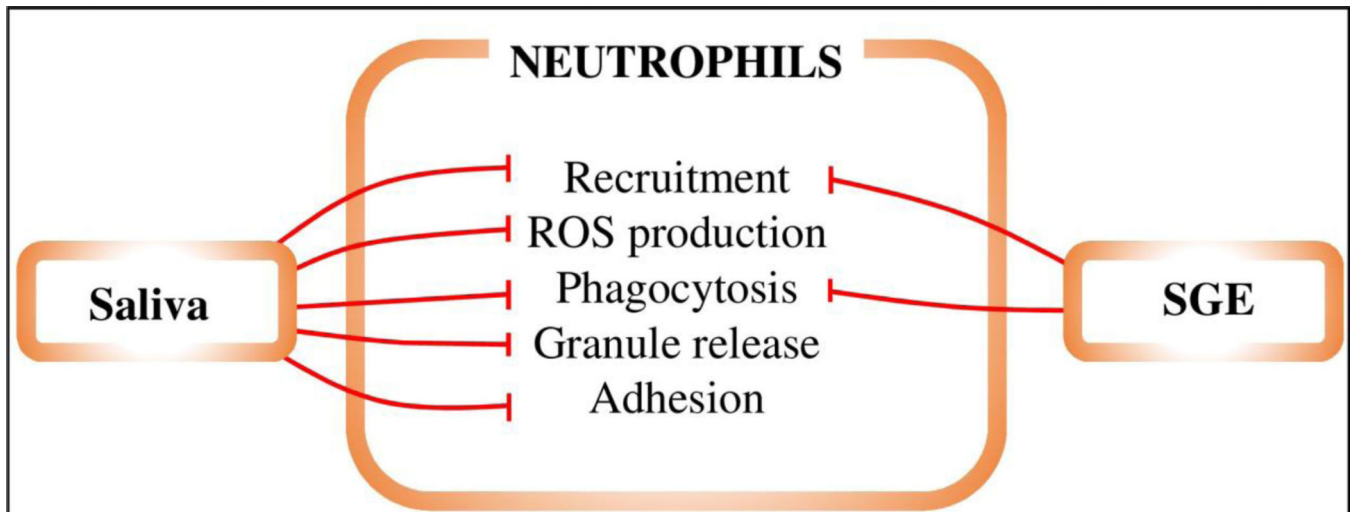 NEUTROPHILS
Recruitment
ROS production
Phagocytosis
Granule release
Adhesion
Saliva
SGE